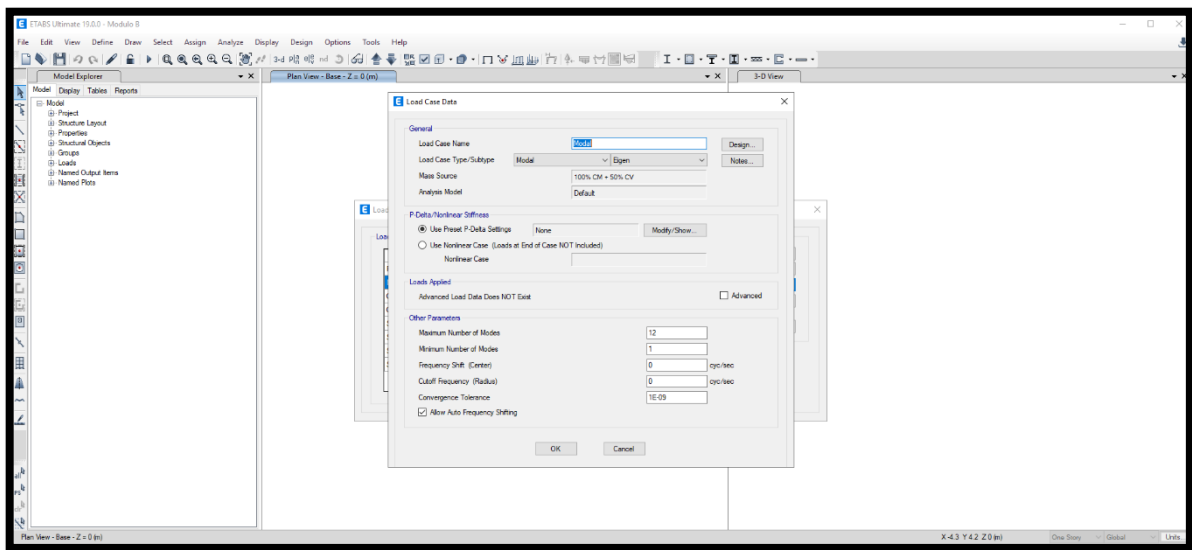 ETABS Ultimate 19.0.0 - Modulo B
File Edit View Define Draw Select Assign Analyze Display Design Options Tools Help
Model Explorer
Plan View - Base - Z = 0 (m)
3-D View
Model Display Tables Reports
Model
Project
Structure Layout
Properties
Structural Objects
Groups
Loads
Named Output Items
Named Plots
Load Case Data
General
Load Case Name Modal Design...
Load Case Type/Subtype Modal Eigen Notes...
Mass Source 100% CM + 50% CV
Analysis Model Default
P-Delta/Nonlinear Stiffness
Use Preset P-Delta Settings None Modify/Show...
Use Nonlinear Case (Loads at End of Case NOT Included)
Nonlinear Case
Loads Applied
Advanced Load Data Does NOT Exist Advanced
Other Parameters
Maximum Number of Modes 12
Minimum Number of Modes 1
Frequency Shift (Center) 0 cyc/sec
Cutoff Frequency (Radius) 0 cyc/sec
Convergence Tolerance 1E-09
Allow Auto Frequency Shifting
OK Cancel
Plan View - Base - Z = 0 (m)
X -4.3 Y 4.2 Z 0 (m) One Story Global Units